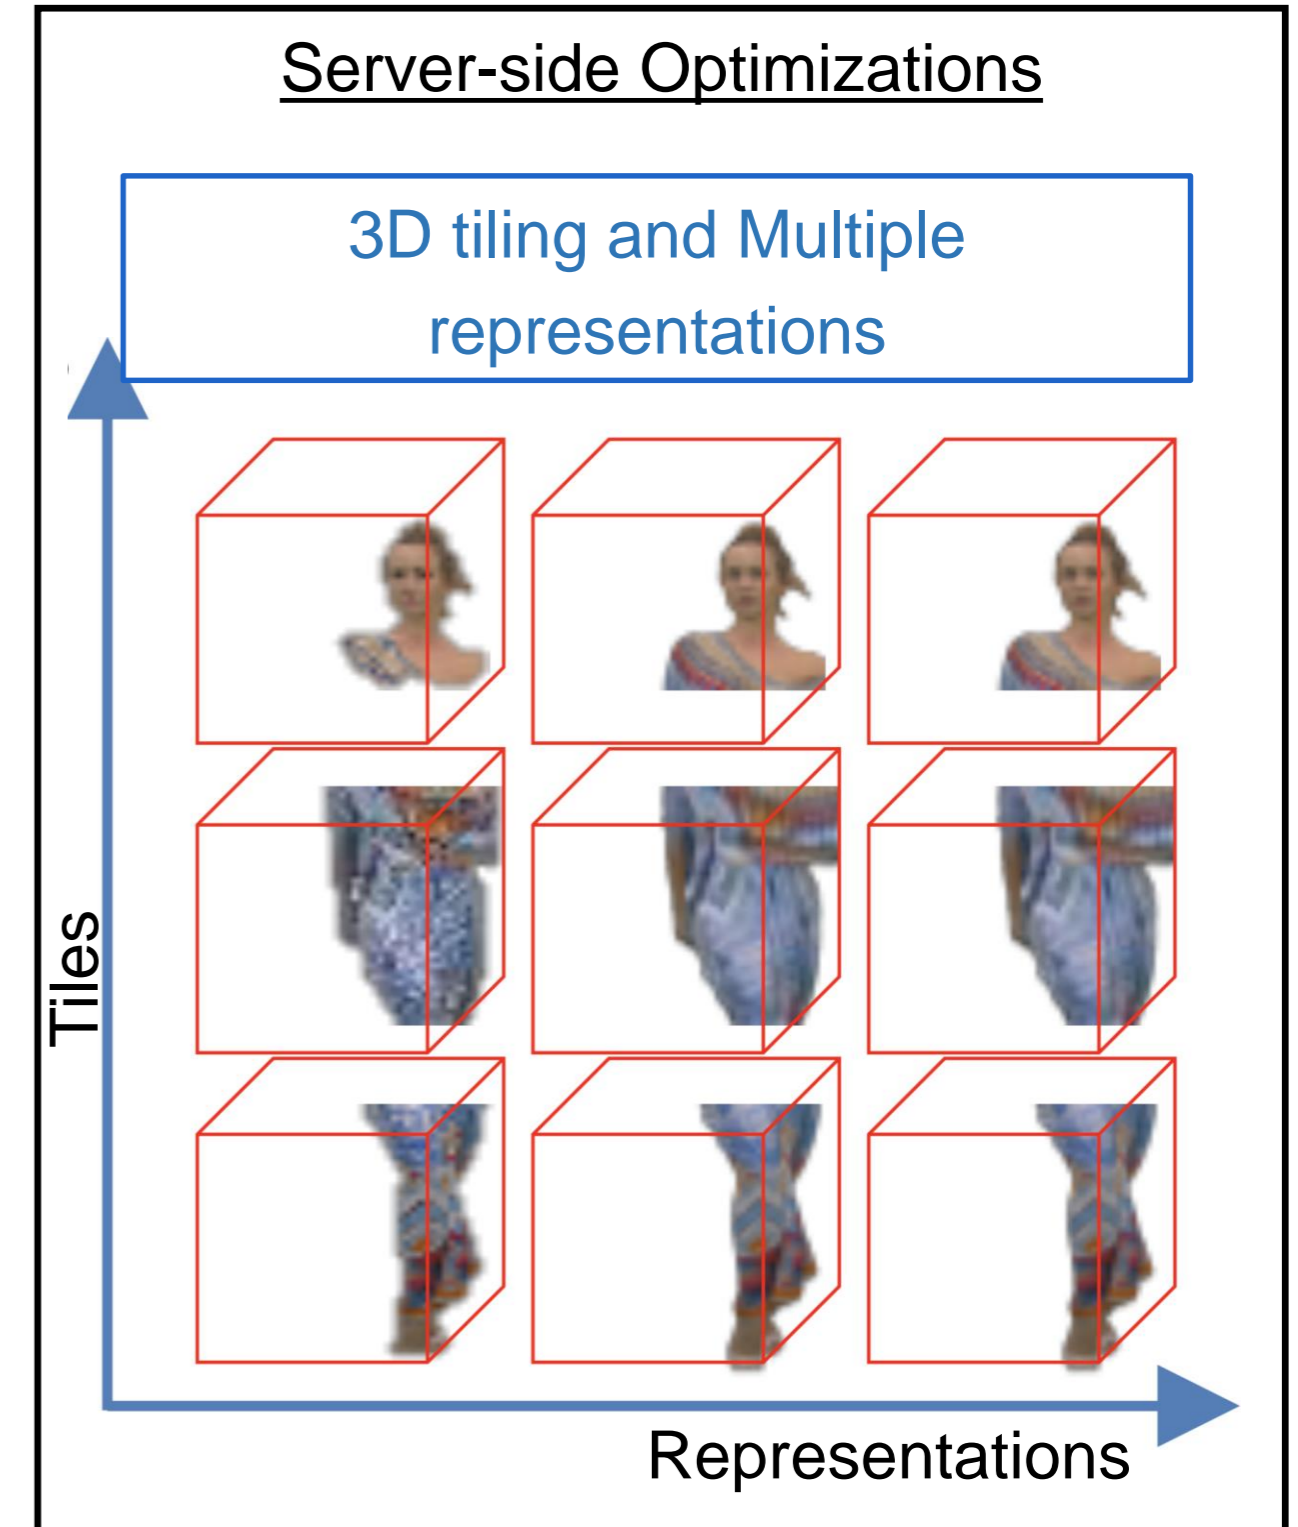 Server-side Optimizations
3D tiling and Multiple
representations
Tiles
Representations